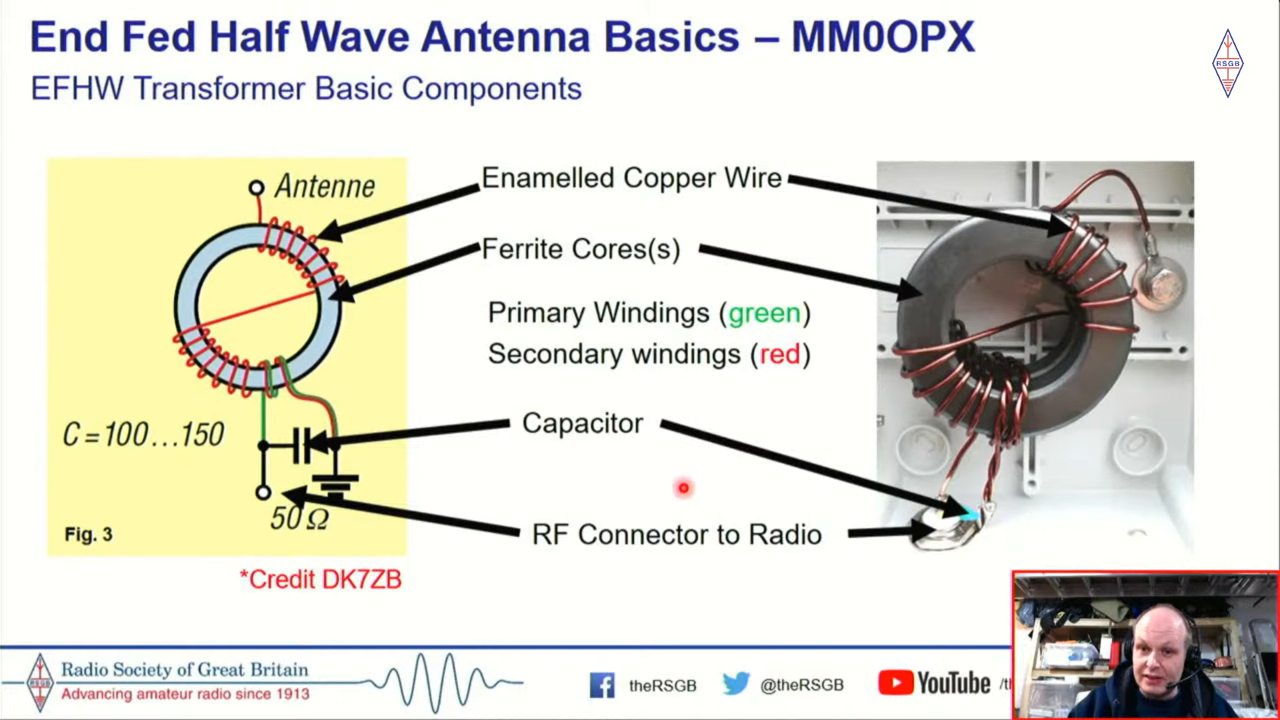 End Fed Half Wave Antenna Basics – MM0OPX
EFHW Transformer Basic Components
RSGB
Antenne
Enamelled Copper Wire
Ferrite Cores(s)
Primary Windings (green)
Secondary windings (red)
C=100...150
Capacitor
50Ω
RF Connector to Radio
Fig. 3
*Credit DK7ZB
Radio Society of Great Britain
Advancing amateur radio since 1913
theRSGB
@theRSGB
YouTube